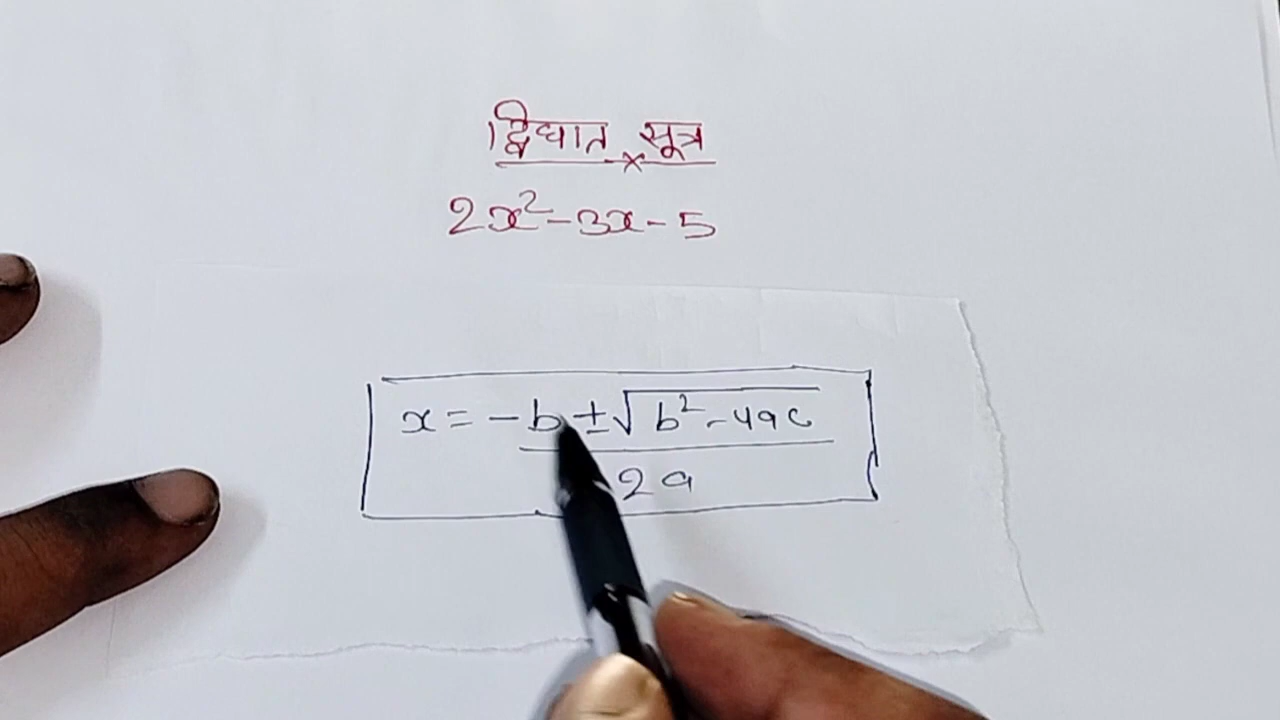 द्विघात सूत्र
2x²-3x-5
x = -b ± √b²-4ac
2a